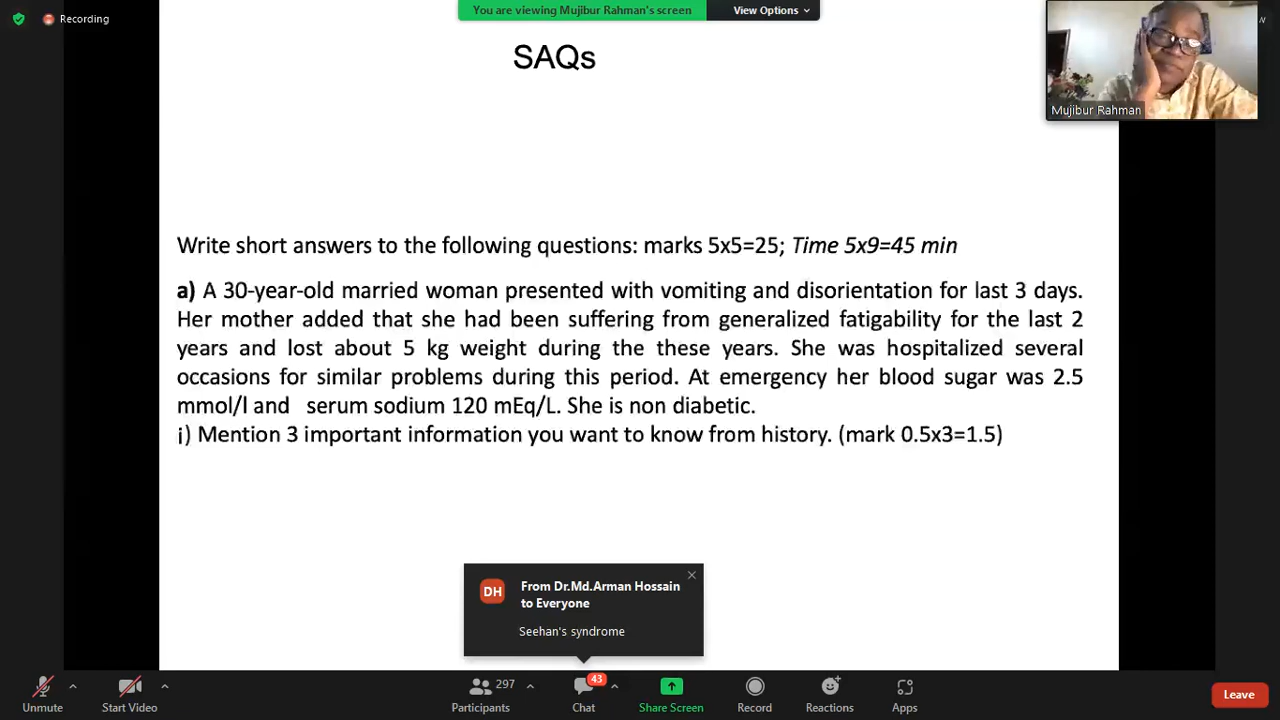 Recording
You are viewing Mujibur Rahman's screen
View Options
SAQs
Mujibur Rahman
Write short answers to the following questions: marks 5x5=25; Time 5x9=45 min
a) A 30-year-old married woman presented with vomiting and disorientation for last 3 days.
Her mother added that she had been suffering from generalized fatigability for the last 2
years and lost about 5 kg weight during the these years. She was hospitalized several
occasions for similar problems during this period. At emergency her blood sugar was 2.5
mmol/l and serum sodium 120 mEq/L. She is non diabetic.
i) Mention 3 important information you want to know from history. (mark 0.5x3=1.5)
DH
From Dr.Md.Arman Hossain
to Everyone
Seehan's syndrome
Unmute
Start Video
297
Participants
43
Chat
Share Screen
Record
Reactions
Apps
Leave